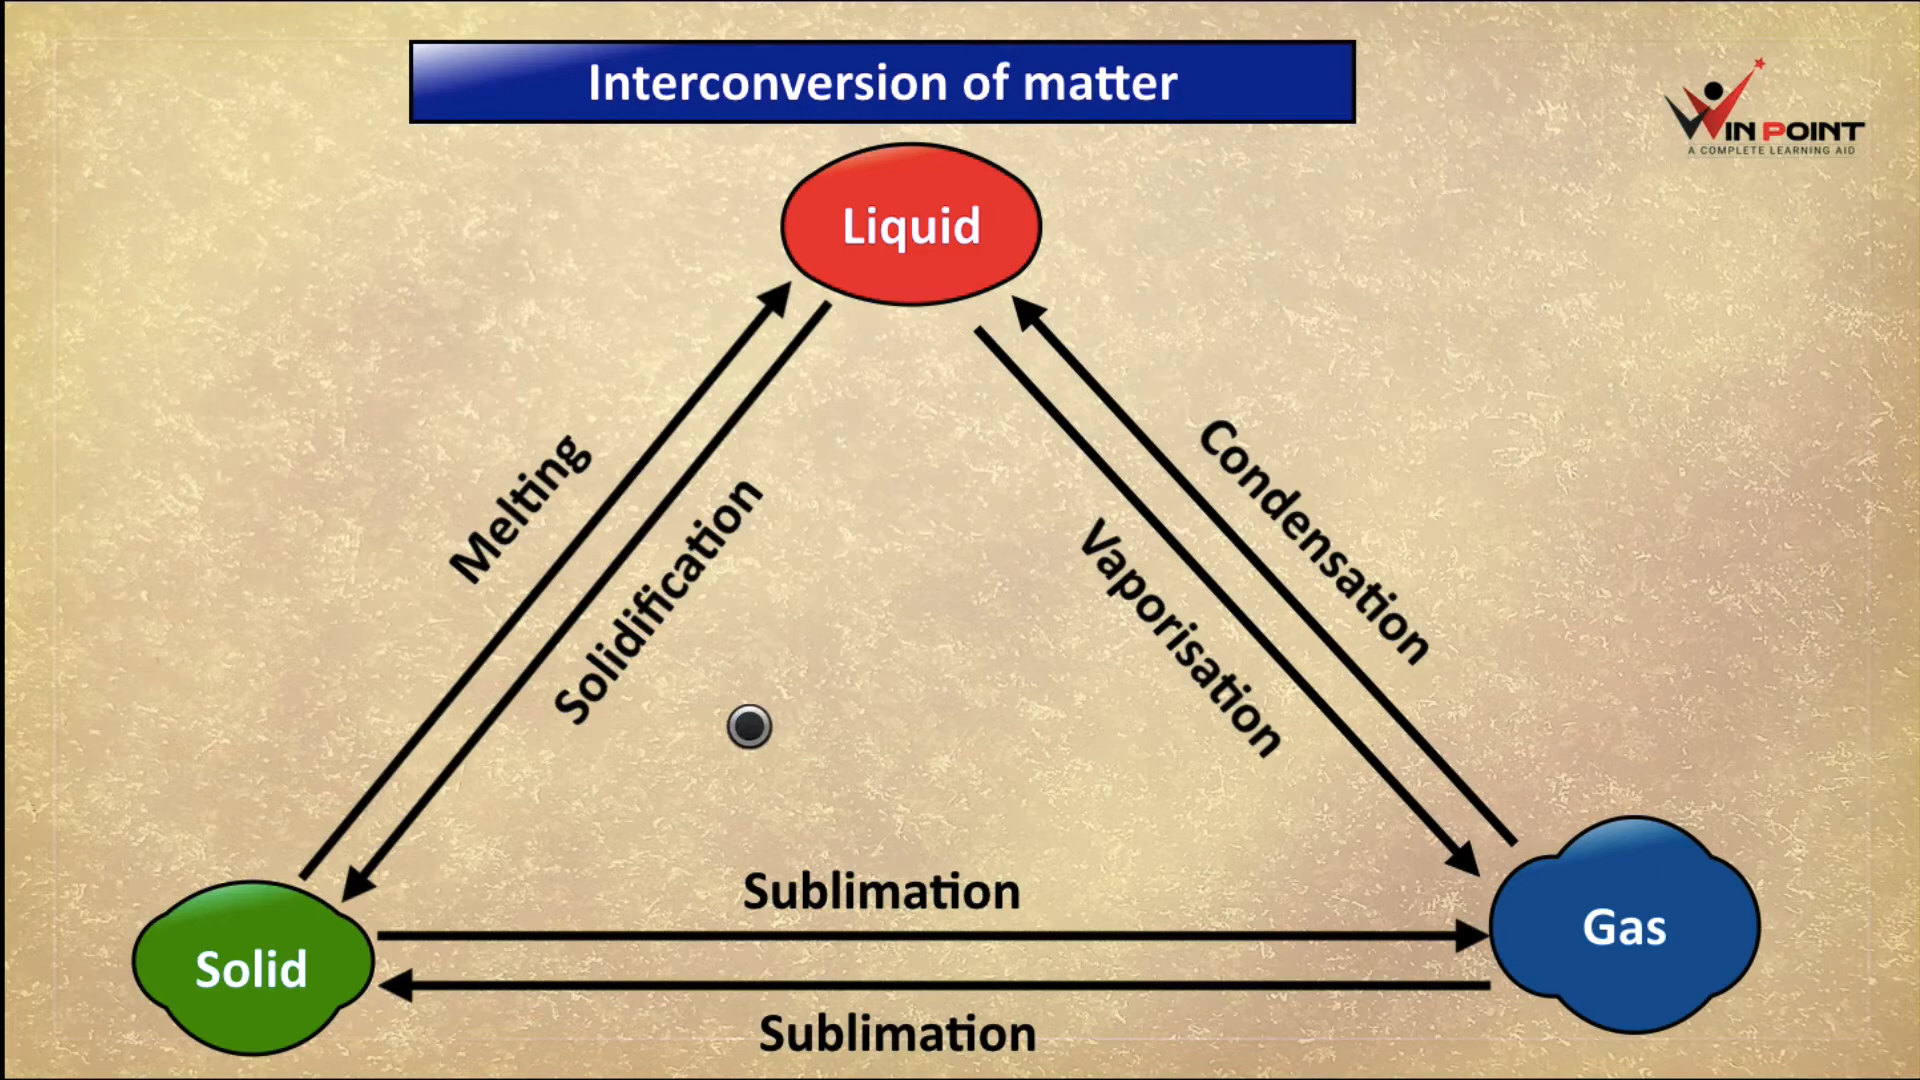 Interconversion of matter
WIN POINT
A COMPLETE LEARNING AID
Liquid
Melting
Solidification
Condensation
Vaporisation
Sublimation
Solid
Gas
Sublimation